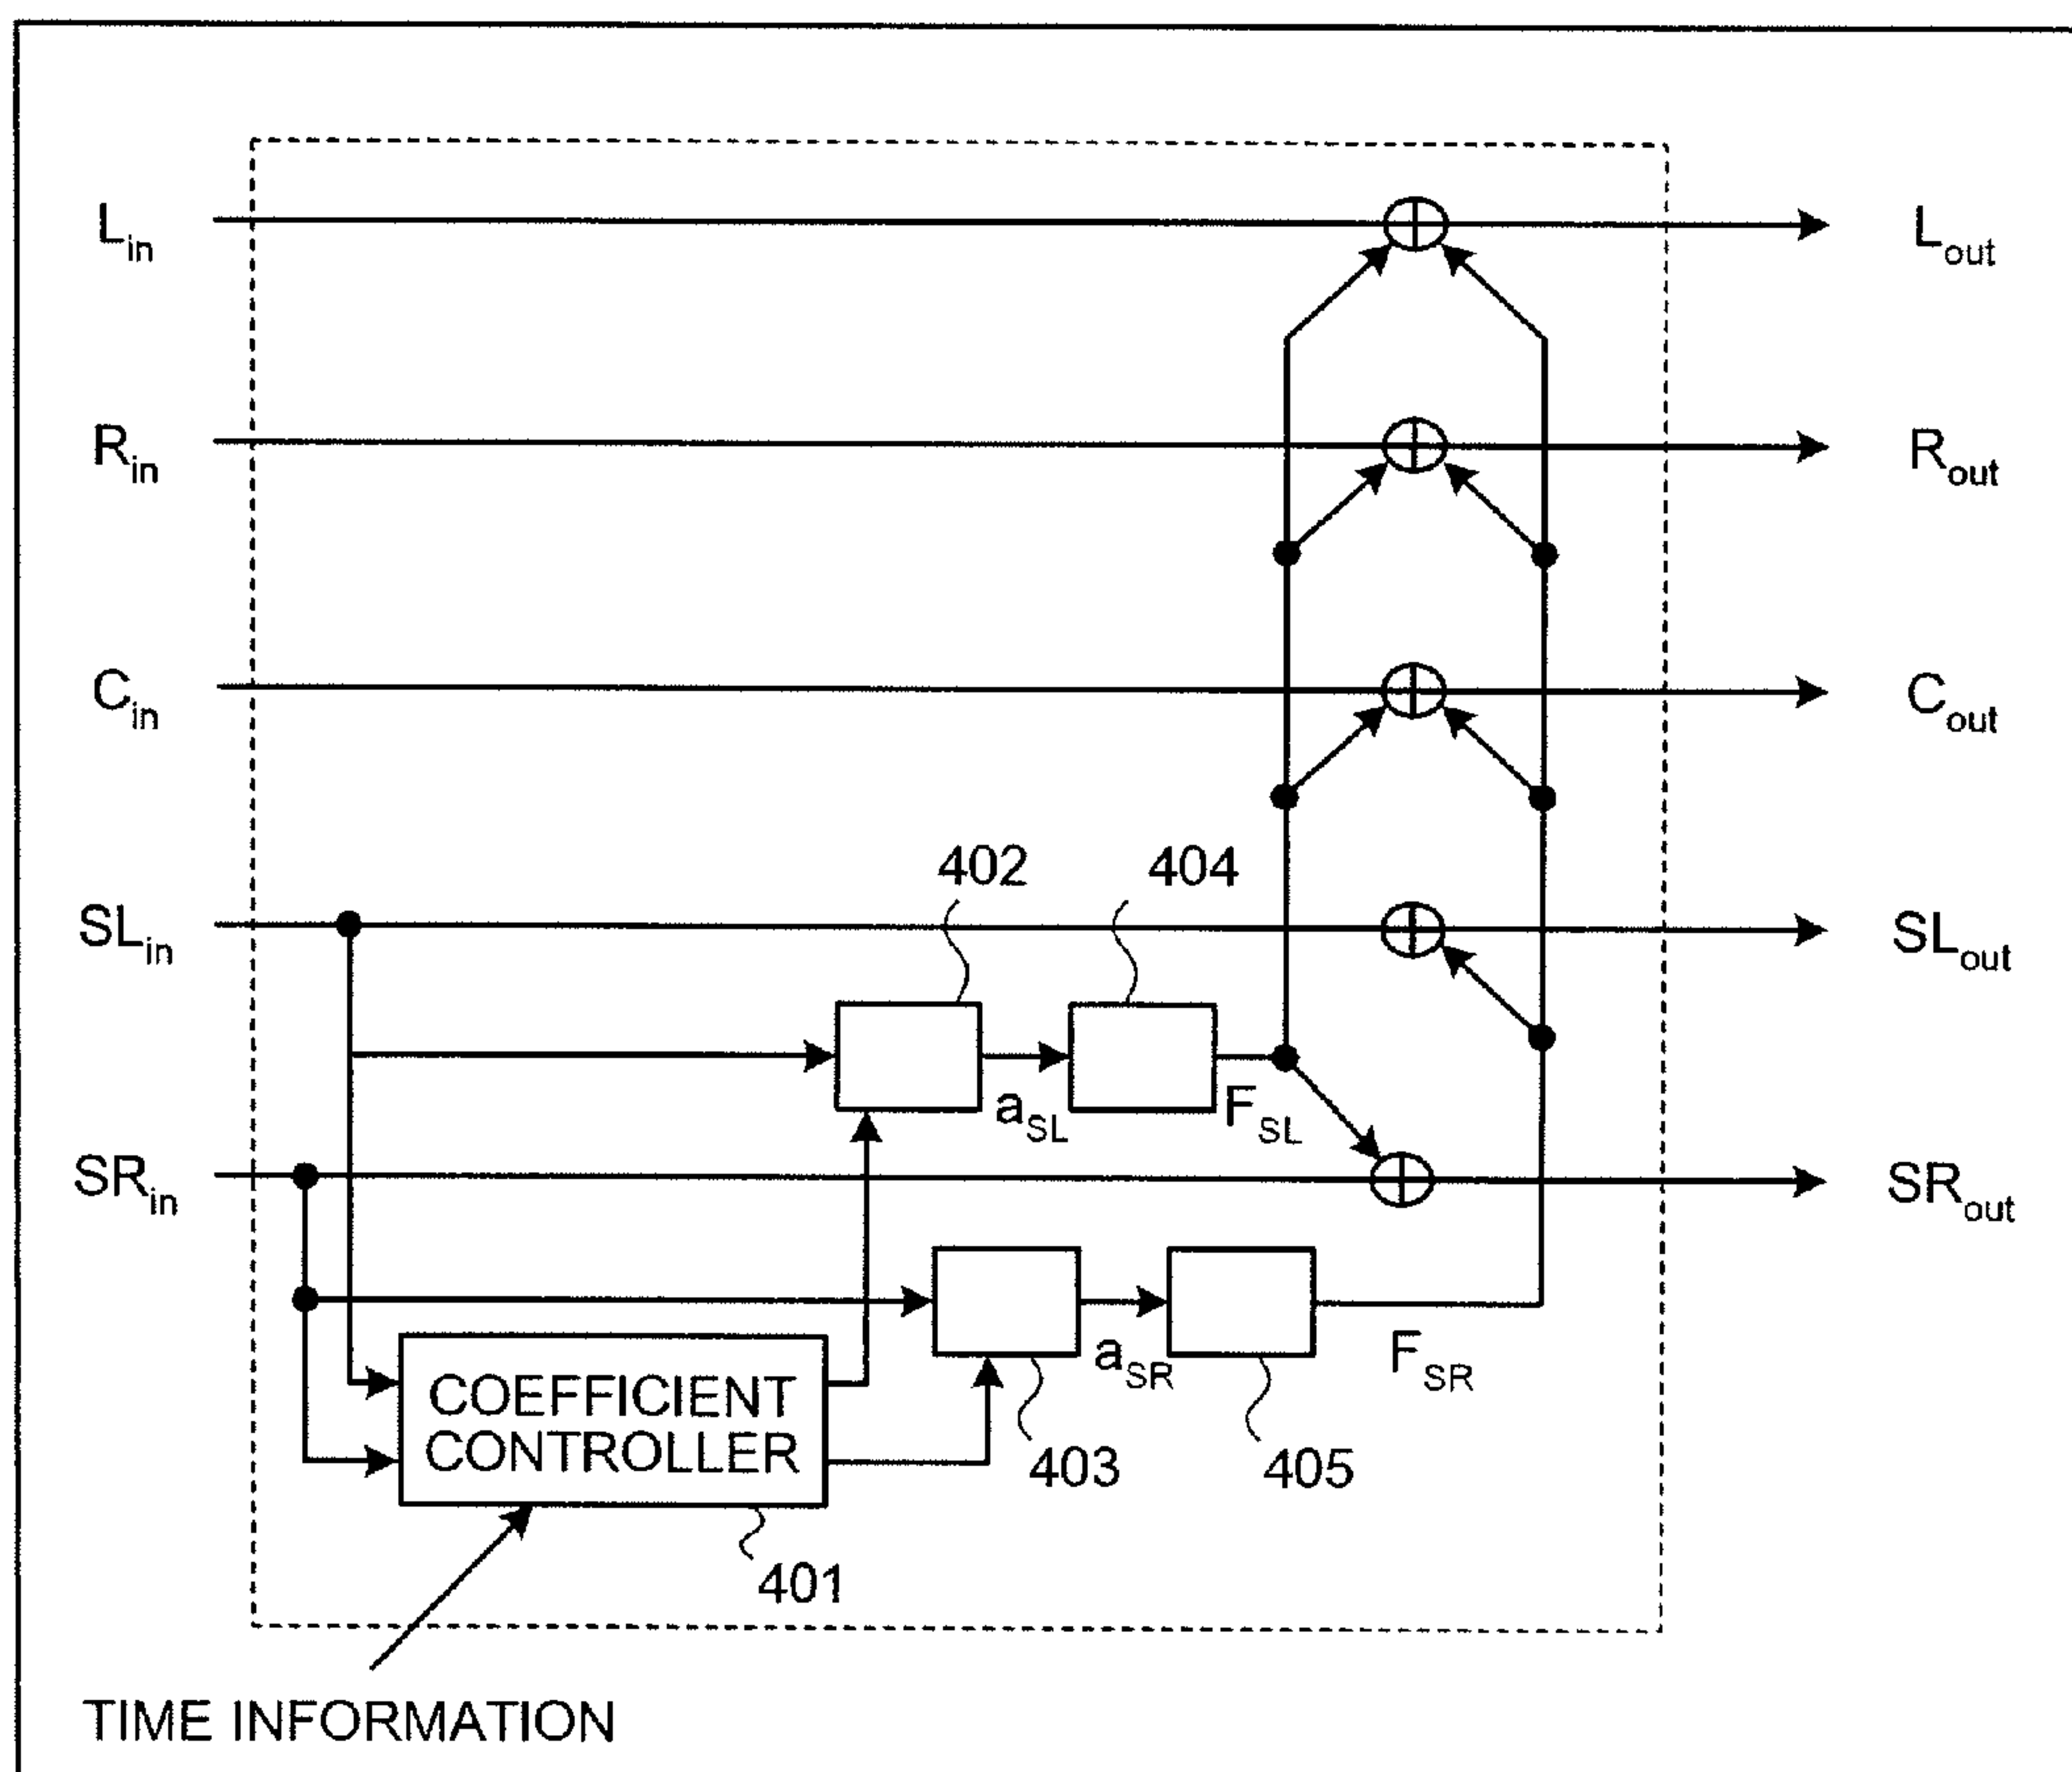 L_in L_out
R_in R_out
C_in C_out
402 404
SL_in SL_out
a_SL F_SL
SR_in SR_out
a_SR F_SR
COEFFICIENT
CONTROLLER
403 405
401
TIME INFORMATION